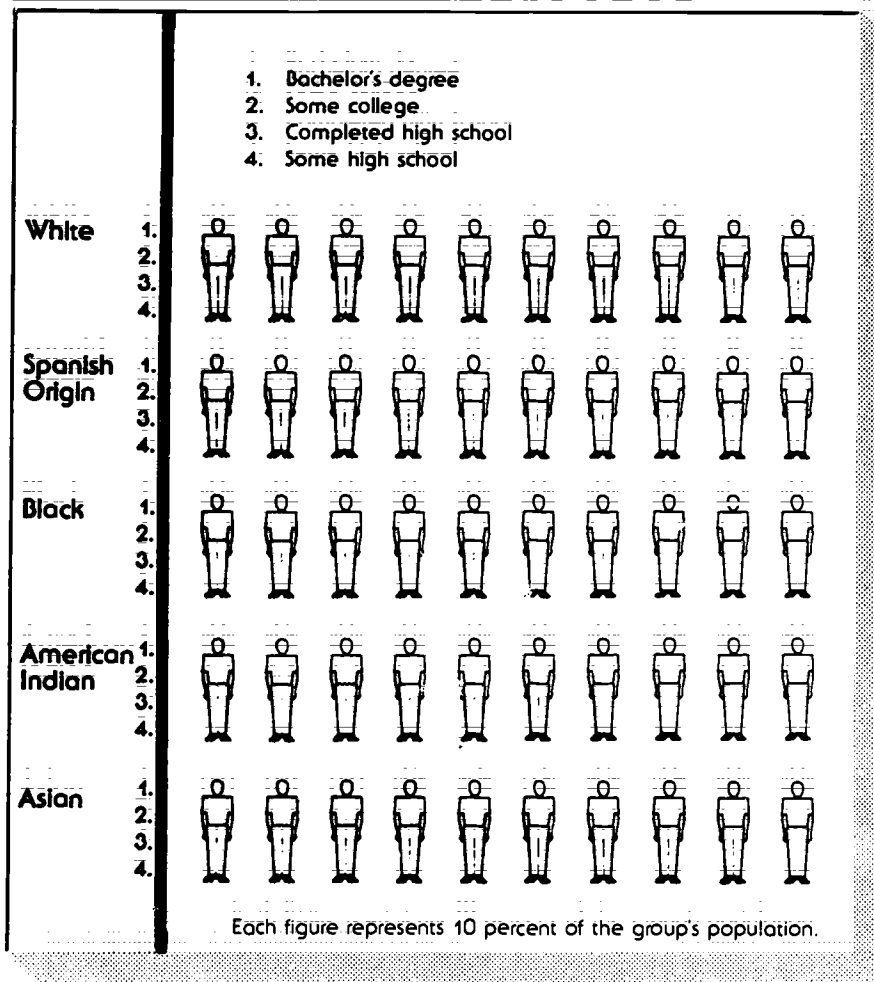 1. Bachelor's degree
2. Some college
3. Completed high school
4. Some high school
White
1.
2.
3.
4.
Spanish
Origin
1.
2.
3.
4.
Black
1.
2.
3.
4.
American
Indian
1.
2.
3.
4.
Asian
1.
2.
3.
4.
Each figure represents 10 percent of the group's population.